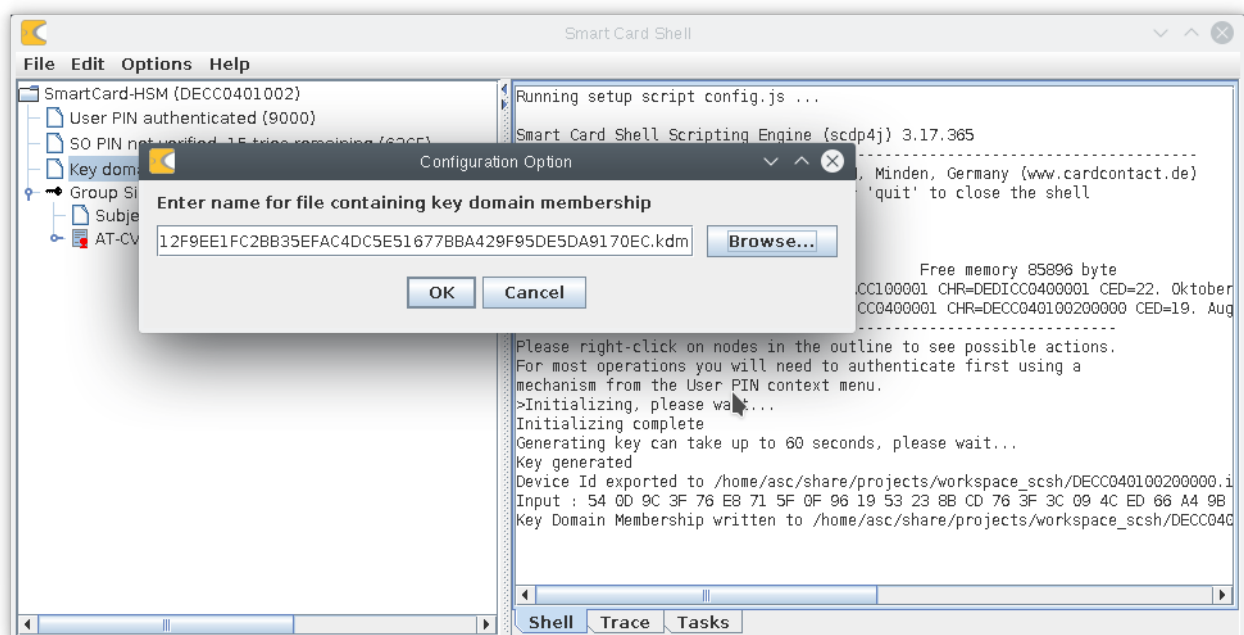 Smart Card Shell
File Edit Options Help
SmartCard-HSM (DECC0401002)
User PIN authenticated (9000)
SO PIN not verified, 15 tries remaining
Key dom
Group Si
Subje
AT-CV
Configuration Option
Enter name for file containing key domain membership
12F9EE1FC2BB35EFAC4DC5E51677BBA429F95DE5DA9170EC.kdm
Browse...
OK Cancel
Running setup script config.js ...
Smart Card Shell Scripting Engine (scdp4j) 3.17.365
-----------------------------------------
, Minden, Germany (www.cardcontact.de)
'quit' to close the shell
Free memory 85896 byte
CC100001 CHR=DEDICC0400001 CED=22. Oktober
CC0400001 CHR=DECC040100200000 CED=19. Aug
--------------------------------
Please right-click on nodes in the outline to see possible actions.
For most operations you will need to authenticate first using a
mechanism from the User PIN context menu.
>Initializing, please wait...
Initializing complete
Generating key can take up to 60 seconds, please wait...
Key generated
Device Id exported to /home/asc/share/projects/workspace_scsh/DECC040100200000.i
Input : 54 0D 9C 3F 76 E8 71 5F 0F 96 19 53 23 8B CD 76 3F 3C 09 4C ED 66 A4 9B
Key Domain Membership written to /home/asc/share/projects/workspace_scsh/DECC040
Shell Trace Tasks